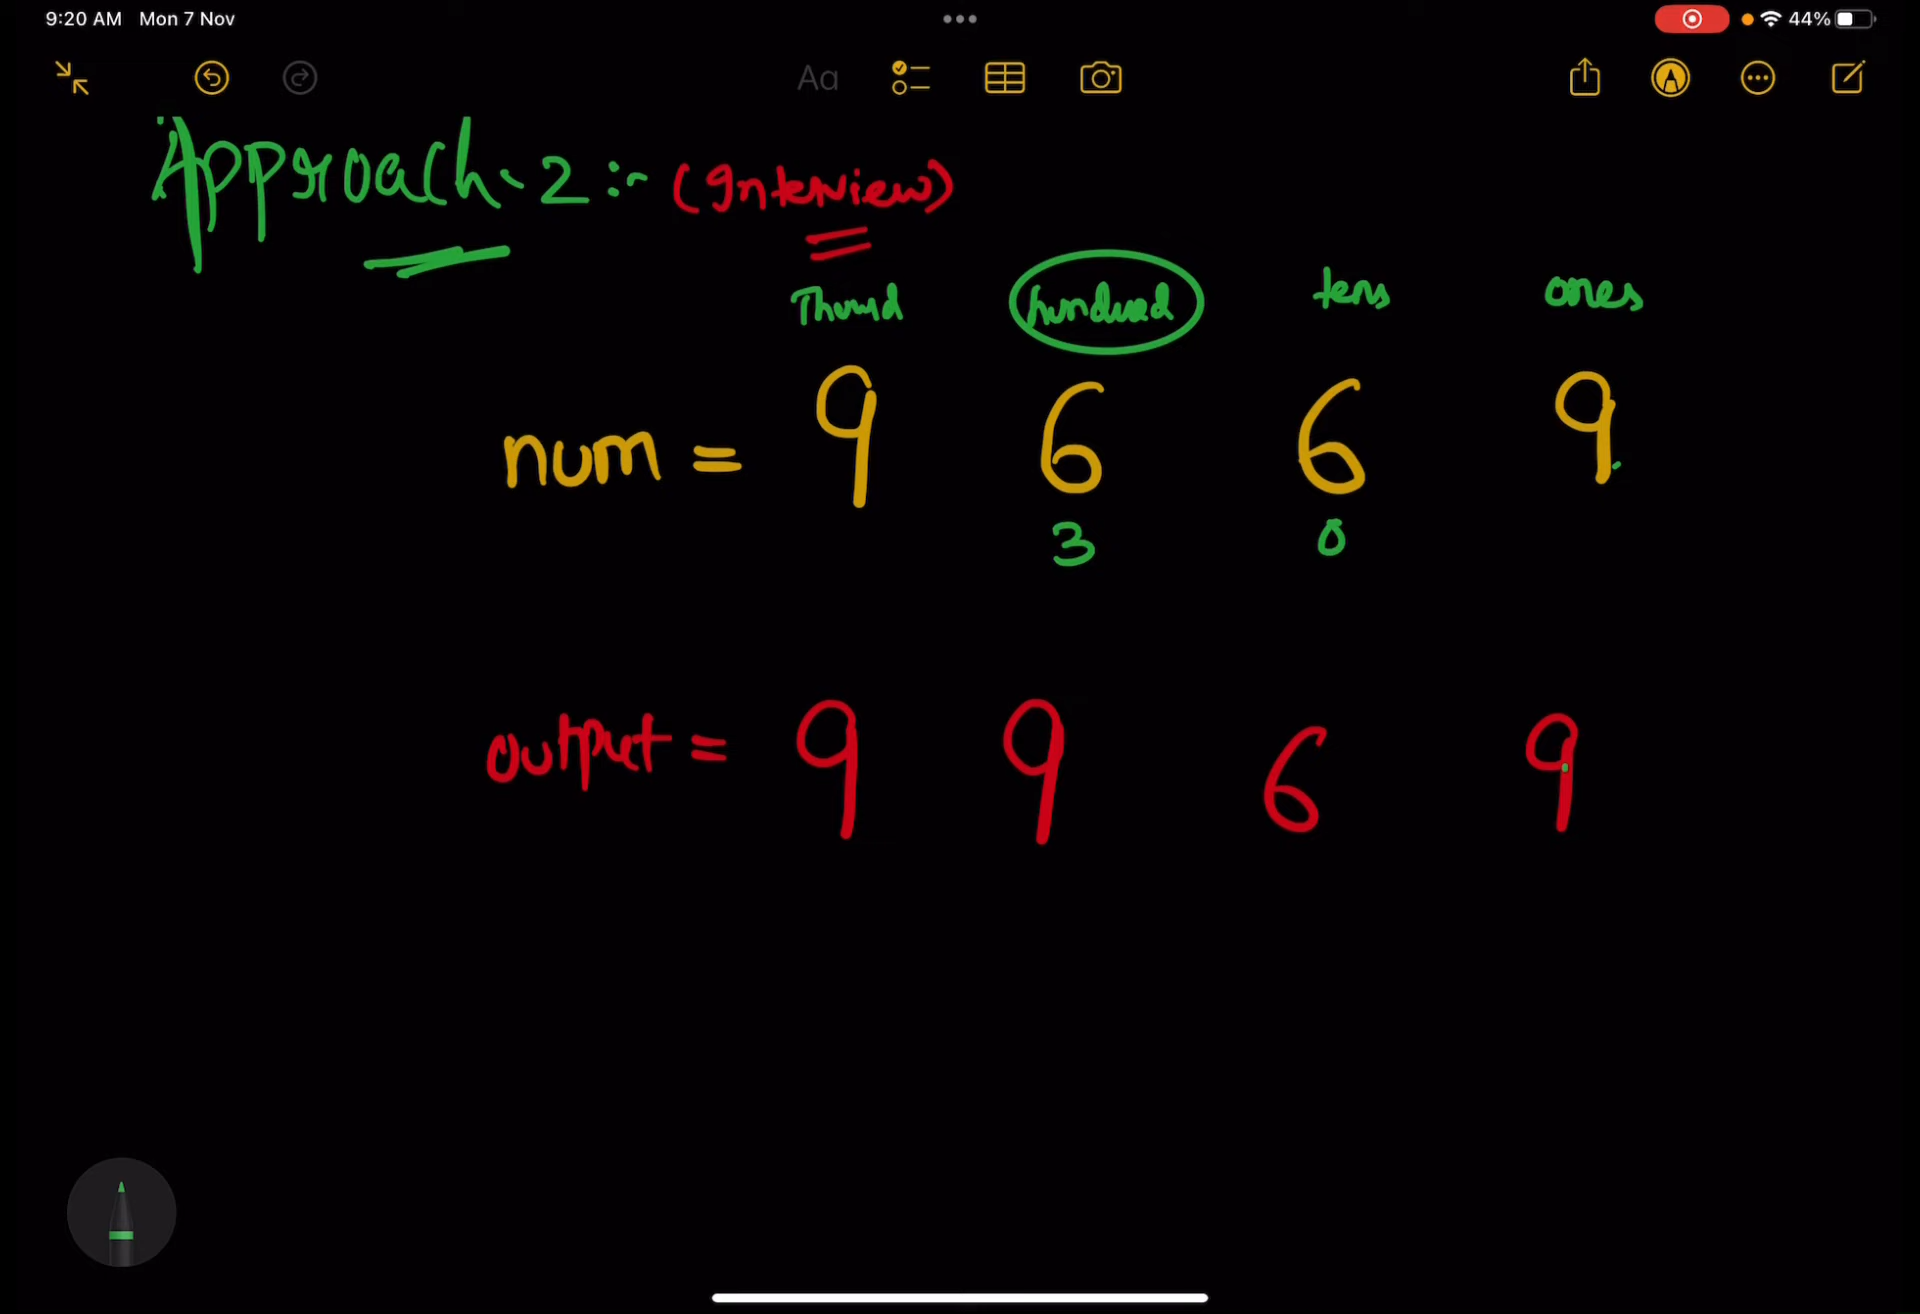 9:20 AM Mon 7 Nov
44%
Aa
Approach-2:- (Interview)
hundred tens ones
num = 9 6 6 9
3 0
output = 9 9 6 9